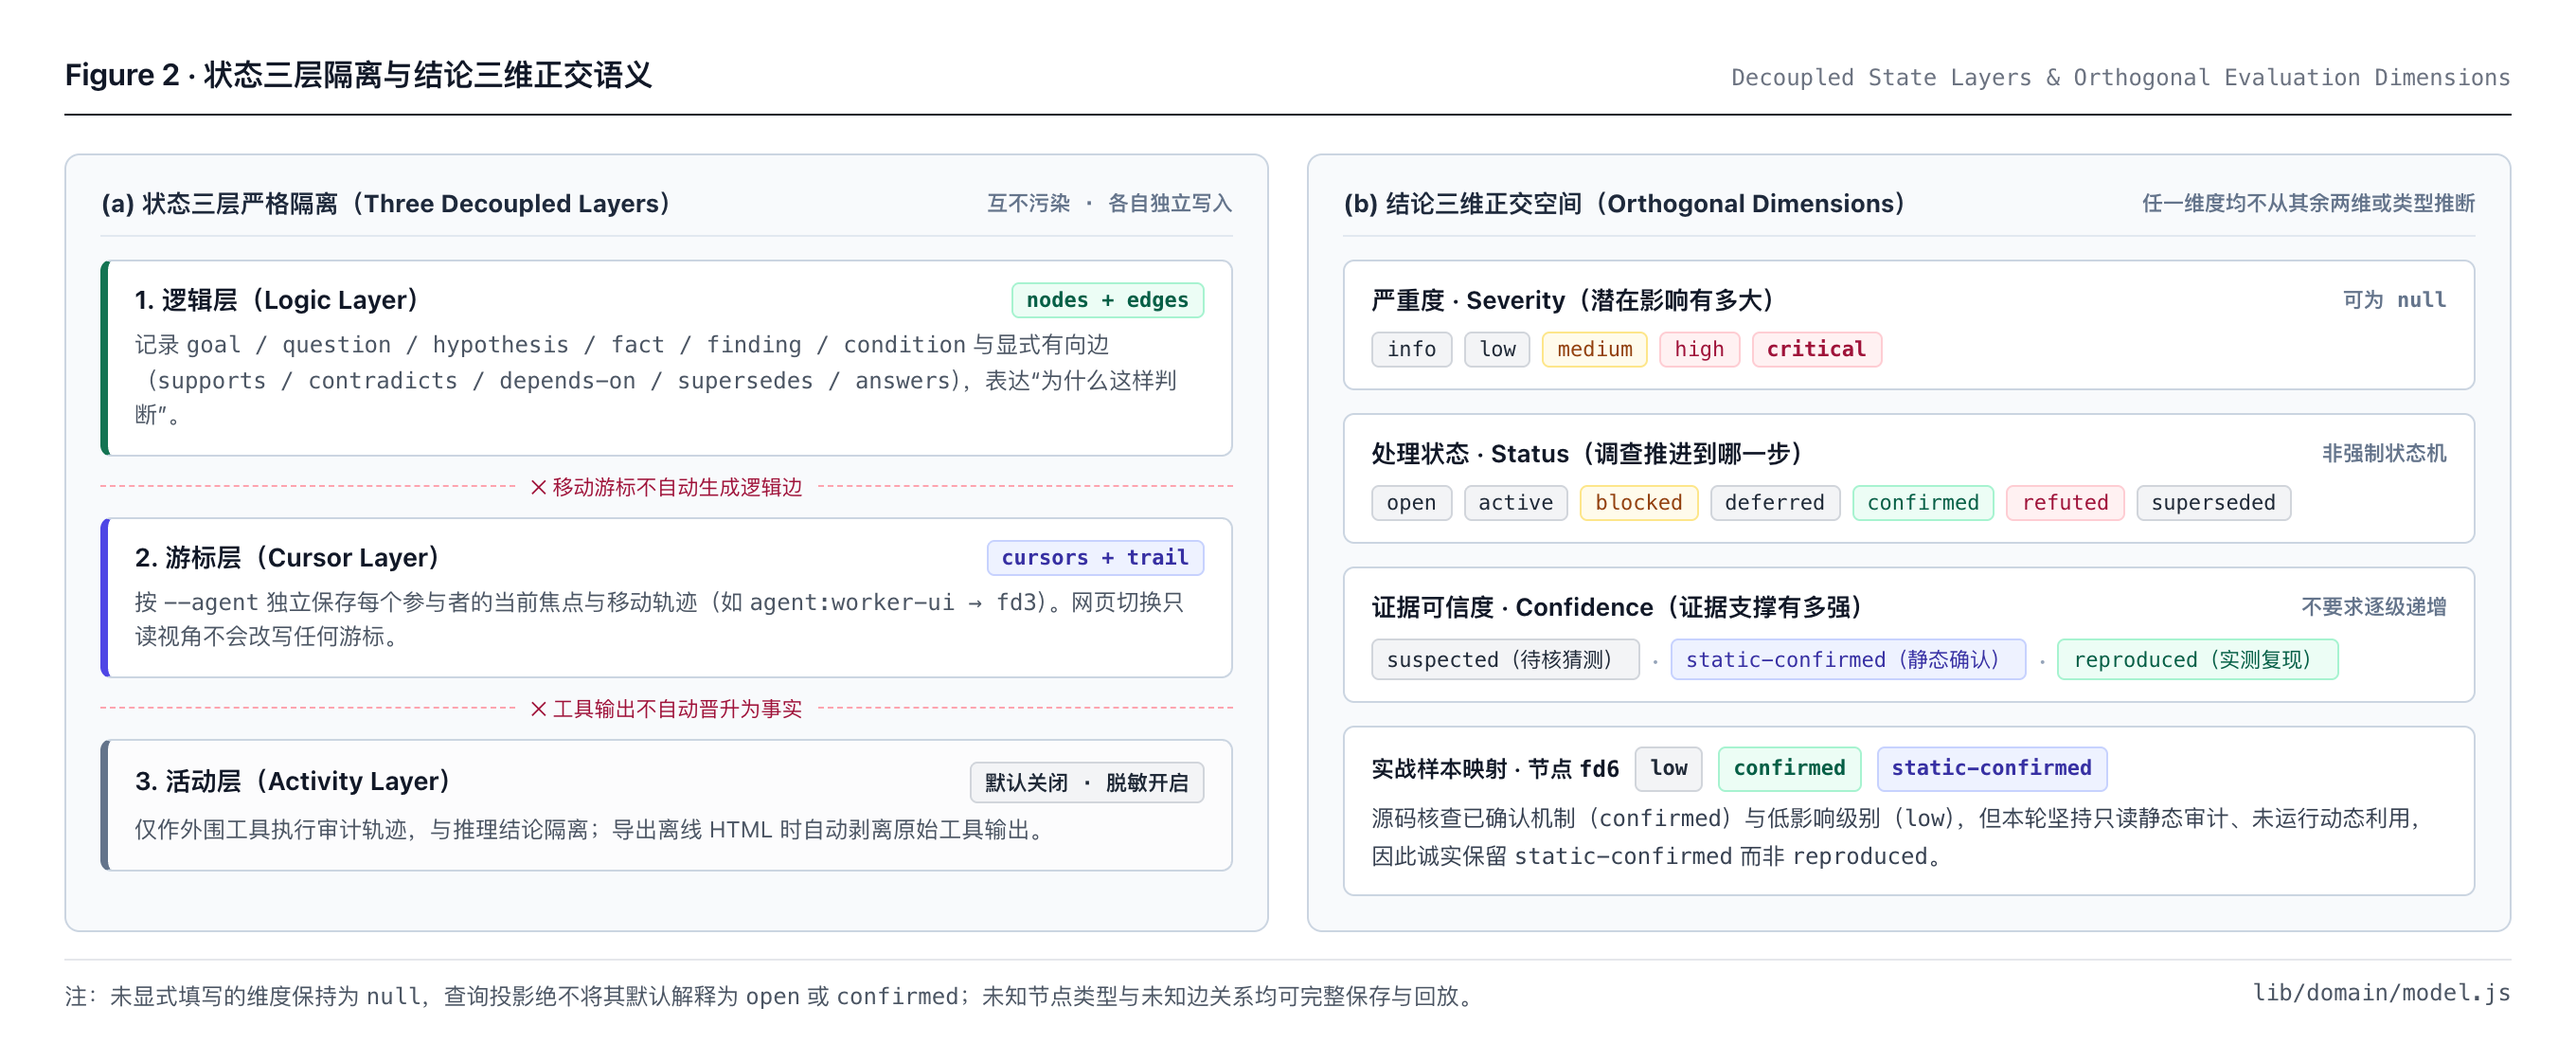 Figure 2 · 状态三层隔离与结论三维正交语义
Decoupled State Layers & Orthogonal Evaluation Dimensions
(a) 状态三层严格隔离（Three Decoupled Layers）
互不污染 · 各自独立写入
1. 逻辑层（Logic Layer）
nodes + edges
记录 goal / question / hypothesis / fact / finding / condition 与显式有向边
（supports / contradicts / depends-on / supersedes / answers），表达“为什么这样判
断”。
× 移动游标不自动生成逻辑边
2. 游标层（Cursor Layer）
cursors + trail
按 --agent 独立保存每个参与者的当前焦点与移动轨迹（如 agent:worker-ui → fd3）。网页切换只
读视角不会改写任何游标。
× 工具输出不自动晋升为事实
3. 活动层（Activity Layer）
默认关闭 · 脱敏开启
仅作外围工具执行审计轨迹，与推理结论隔离；导出离线 HTML 时自动剥离原始工具输出。
(b) 结论三维正交空间（Orthogonal Dimensions）
任一维度均不从其余两维或类型推断
严重度 · Severity（潜在影响有多大）
可为 null
info low medium high critical
处理状态 · Status（调查推进到哪一步）
非强制状态机
open active blocked deferred confirmed refuted superseded
证据可信度 · Confidence（证据支撑有多强）
不要求逐级递增
suspected（待核猜测） · static-confirmed（静态确认） · reproduced（实测复现）
实战样本映射 · 节点 fd6 low confirmed static-confirmed
源码核查已确认机制（confirmed）与低影响级别（low），但本轮坚持只读静态审计、未运行动态利用，
因此诚实保留 static-confirmed 而非 reproduced。
注：未显式填写的维度保持为 null，查询投影绝不将其默认解释为 open 或 confirmed；未知节点类型与未知边关系均可完整保存与回放。
lib/domain/model.js